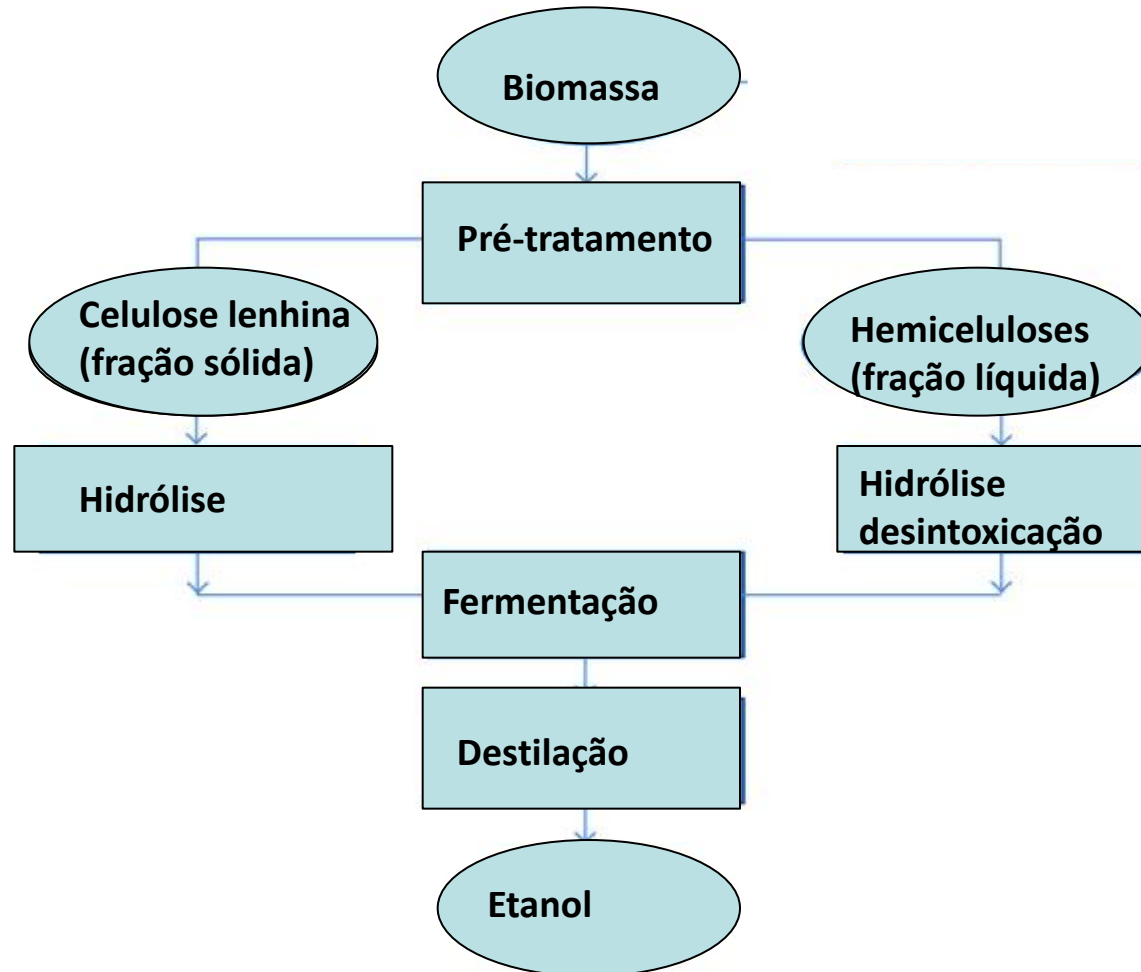 Biomassa
Pré-tratamento
Celulose lenhina
(fração sólida)
Hemiceluloses
(fração líquida)
Hidrólise
Hidrólise
desintoxicação
Fermentação
Destilação
Etanol